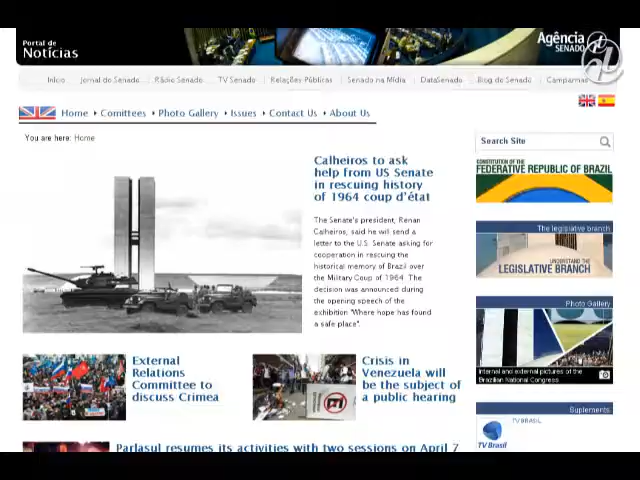 Portal de
Notícias
Agência
SENADO
Início Jornal do Senado Rádio Senado TV Senado Relações Públicas Senado na Mídia DataSenado Blog do Senado Campanhas
Home Comittees Photo Gallery Issues Contact Us About Us
You are here: Home
Search Site
Calheiros to ask
help from US Senate
in rescuing history
of 1964 coup d'état
The Senate's president, Renan
Calheiros, said he will send a
letter to the U.S. Senate asking for
cooperation in rescuing the
historical memory of Brazil over
the Military Coup of 1964. The
decision was announced during
the opening speech of the
exhibition "Where hope has found
a safe place".
CONSTITUTION OF THE
FEDERATIVE REPUBLIC OF BRAZIL
The legislative branch
UNDERSTAND THE
LEGISLATIVE BRANCH
Photo Gallery
Internal and external pictures of the
Brazilian National Congress
Supplements
TV BRASIL
TV Brasil
External
Relations
Committee to
discuss Crimea
Crisis in
Venezuela will
be the subject of
a public hearing
Parlasul resumes its activities with two sessions on April 7